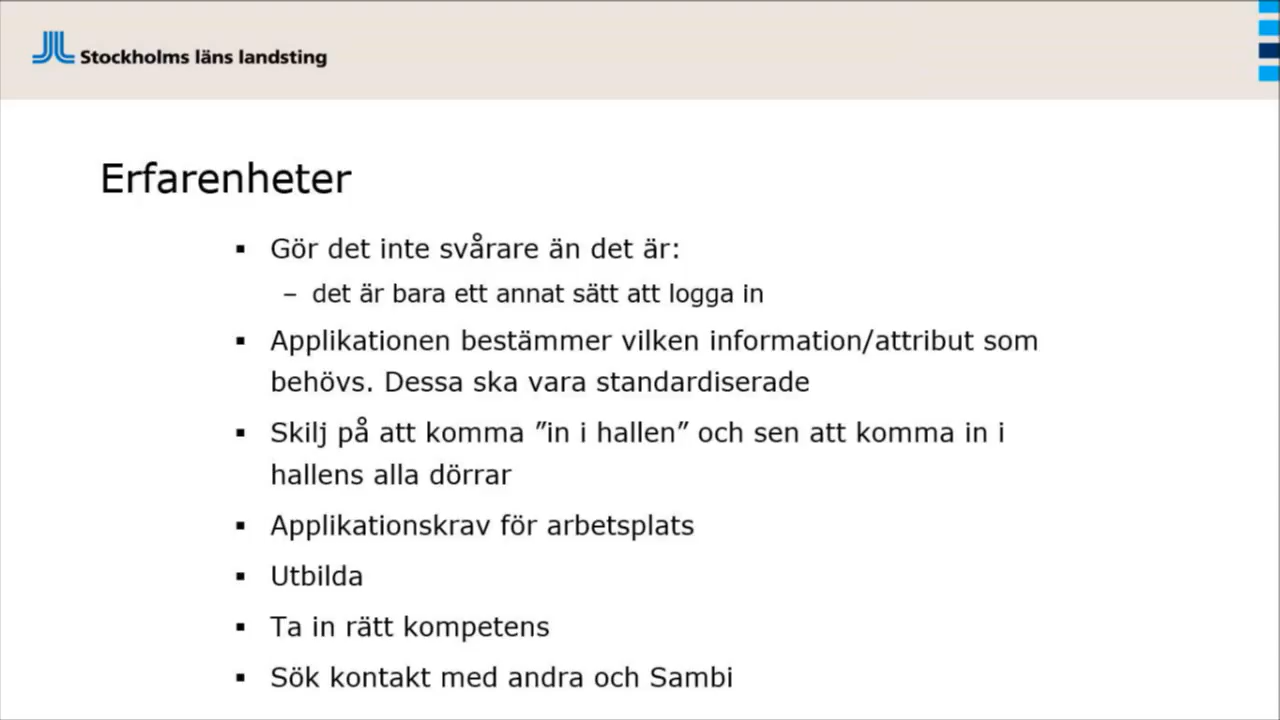 Stockholms läns landsting
Erfarenheter
▪ Gör det inte svårare än det är:
– det är bara ett annat sätt att logga in
▪ Applikationen bestämmer vilken information/attribut som
behövs. Dessa ska vara standardiserade
▪ Skilj på att komma ”in i hallen” och sen att komma in i
hallens alla dörrar
▪ Applikationskrav för arbetsplats
▪ Utbilda
▪ Ta in rätt kompetens
▪ Sök kontakt med andra och Sambi